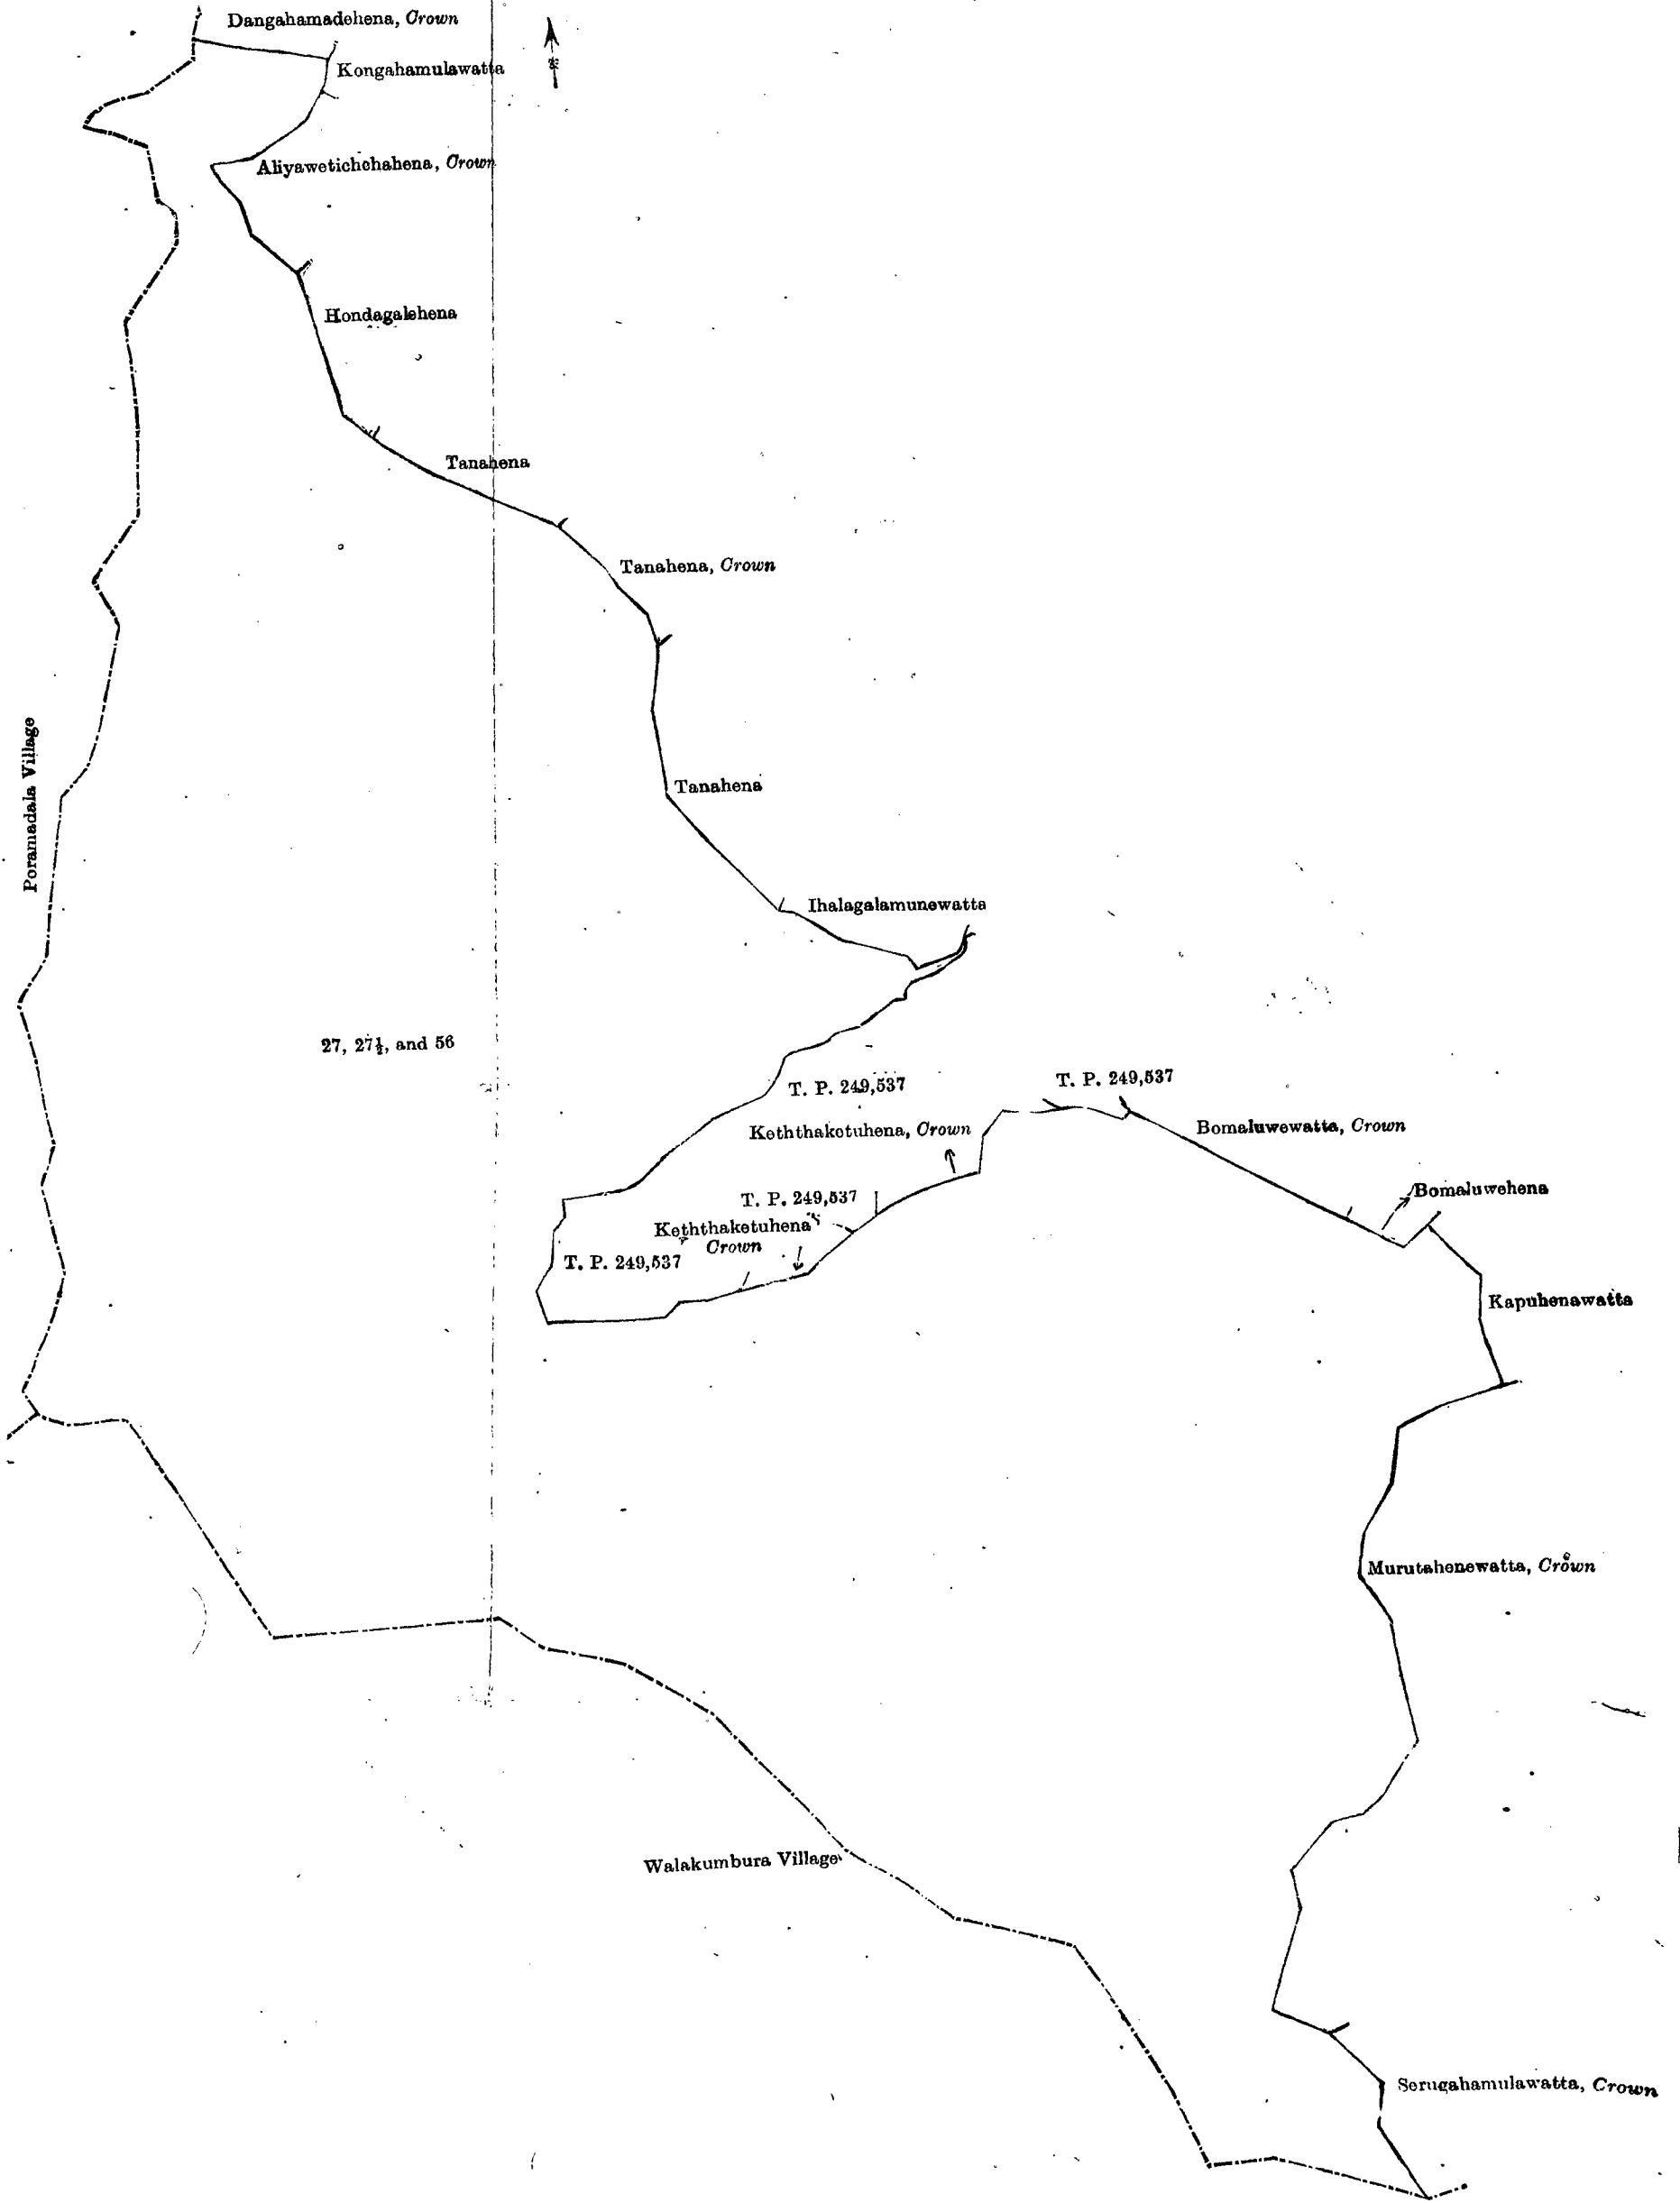 Dangahamadehena, Crown
Kongahamulawatta
Aliyawetichchahena, Crown
Hondagalehena
Tanahena
Tanahena, Crown
Poramadala Village
Tanahena
Ihalagalamunewatta
27, 27½, and 56
T. P. 249,537
T. P. 249,537
Keththakotuhena, Crown
Bomaluwewatta, Crown
T. P. 249,537
Bomaluwehena
Keththaketuhena
Crown
T. P. 249,537
Kapuhenawatta
Murutahenewatta, Crown
Walakumbura Village
Serugahamulawatta, Crown